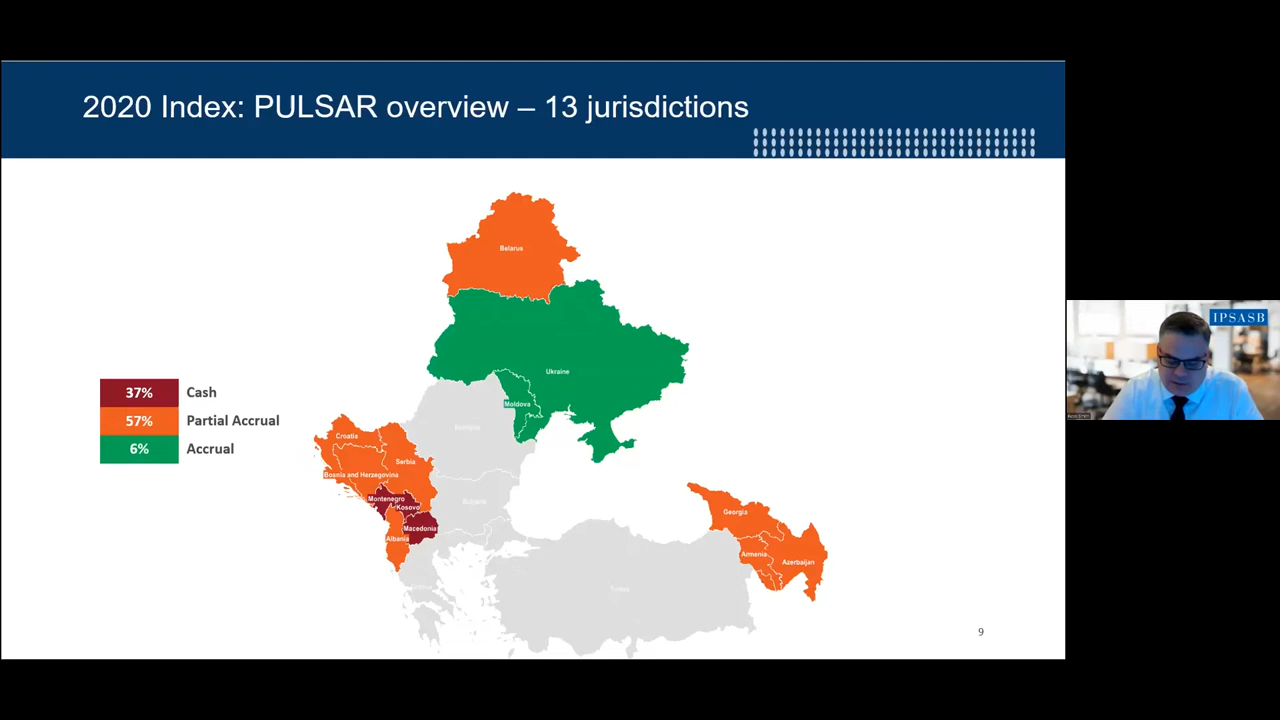 2020 Index: PULSAR overview – 13 jurisdictions
Belarus
Ukraine
Moldova
37% Cash
57% Partial Accrual
6% Accrual
Croatia
Serbia
Bosnia and Herzegovina
Montenegro
Kosovo
Macedonia
Albania
Georgia
Armenia
Azerbaijan
IPSASB
9